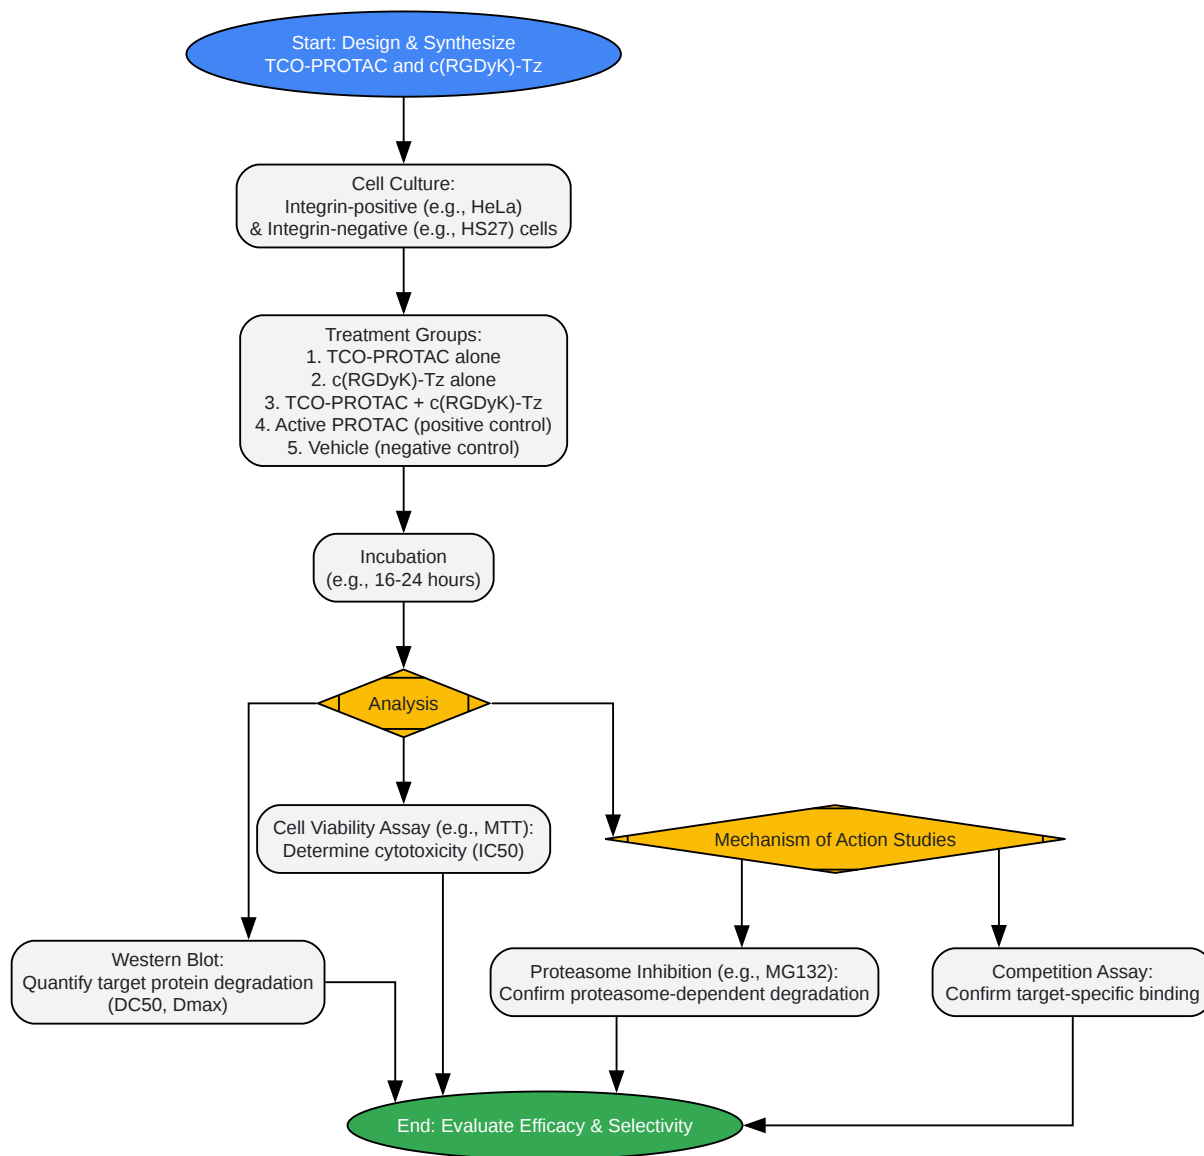 Start: Design & Synthesize
TCO-PROTAC and c(RGDyK)-Tz
Cell Culture:
Integrin-positive (e.g., HeLa)
& Integrin-negative (e.g., HS27) cells
Treatment Groups:
1. TCO-PROTAC alone
2. c(RGDyK)-Tz alone
3. TCO-PROTAC + c(RGDyK)-Tz
4. Active PROTAC (positive control)
5. Vehicle (negative control)
Incubation
(e.g., 16-24 hours)
Analysis
Cell Viability Assay (e.g., MTT):
Determine cytotoxicity (IC50)
Mechanism of Action Studies
Western Blot:
Quantify target protein degradation
(DC50, Dmax)
Proteasome Inhibition (e.g., MG132):
Confirm proteasome-dependent degradation
Competition Assay:
Confirm target-specific binding
End: Evaluate Efficacy & Selectivity